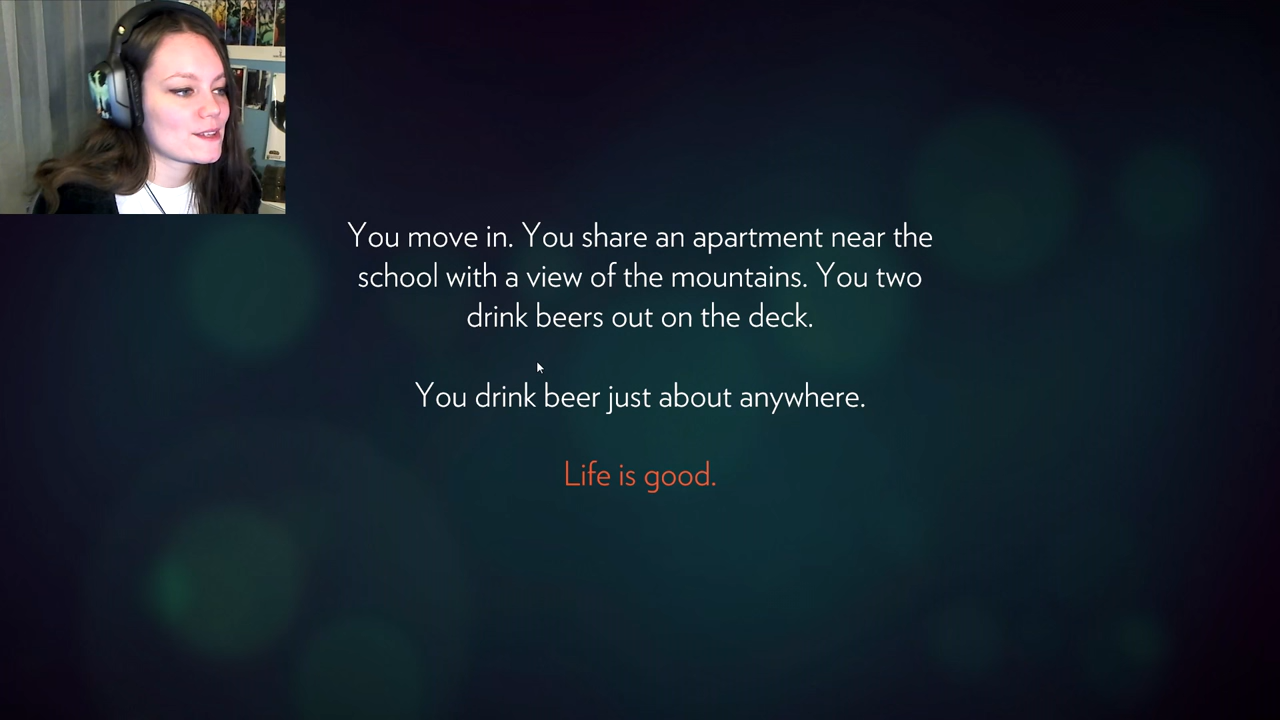 You move in. You share an apartment near the
school with a view of the mountains. You two
drink beers out on the deck.
You drink beer just about anywhere.
Life is good.